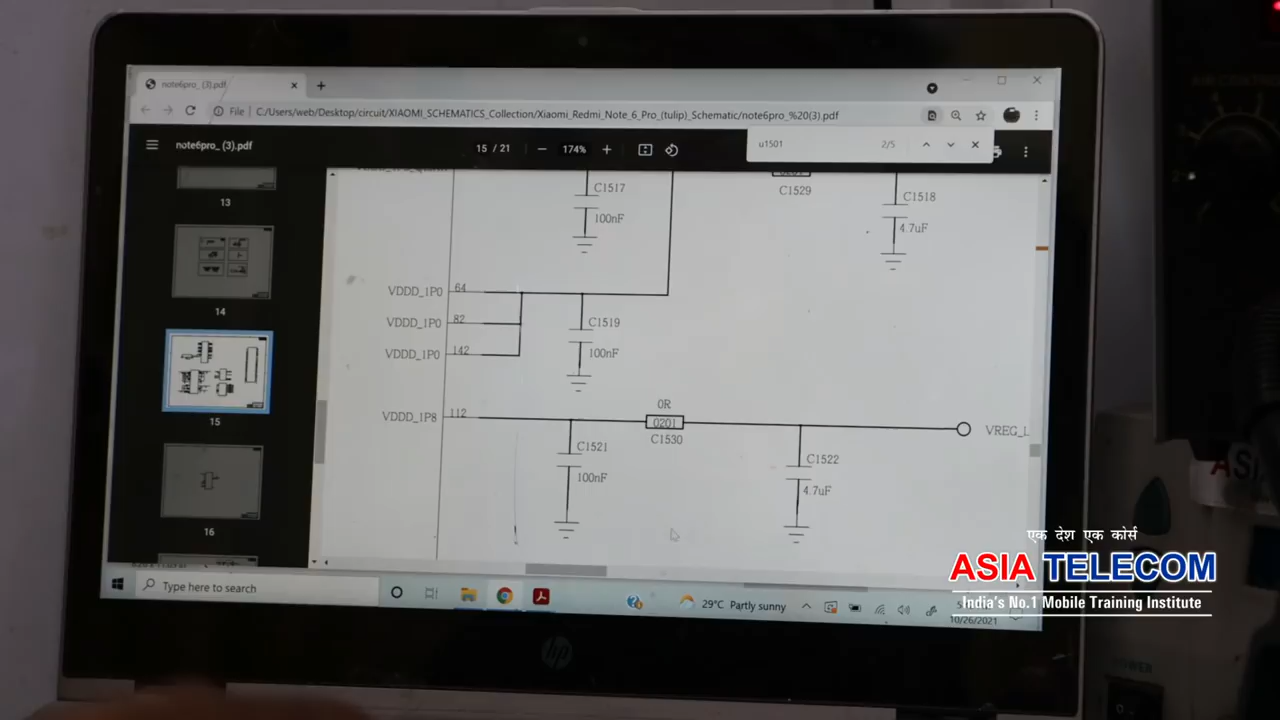 note6pro_ (3).pdf
File
C:/Users/web/Desktop/circuit/XIAOMI_SCHEMATICS_Collection/Xiaomi_Redmi_Note_6_Pro_(tulip)_Schematic/note6pro_%20(3).pdf
note6pro_ (3).pdf
15 / 21
174%
u1501
2/5
13
14
15
16
C1517
100nF
C1529
C1518
4.7uF
VDDD_1P0
64
VDDD_1P0
82
VDDD_1P0
142
C1519
100nF
VDDD_1P8
112
0R
0201
C1530
VREG_L
C1521
100nF
C1522
4.7uF
एक देश एक कोर्स
ASIA TELECOM
India's No.1 Mobile Training Institute
Type here to search
29°C Partly sunny
10/26/2021
hp
POWER